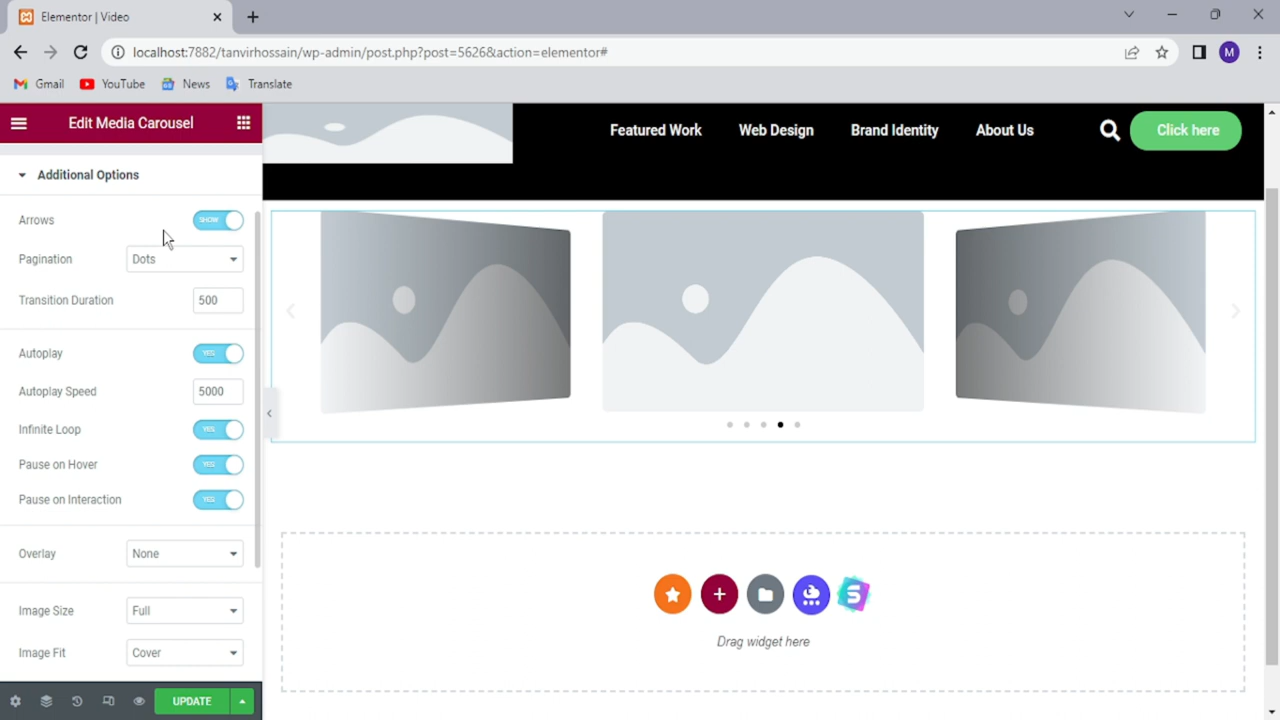 Elementor | Video
localhost:7882/tanvirhossain/wp-admin/post.php?post=5626&action=elementor#
M
Gmail YouTube News Translate
Edit Media Carousel
Featured Work Web Design Brand Identity About Us Click here
Additional Options
Arrows SHOW
Pagination Dots
Transition Duration 500
Autoplay YES
Autoplay Speed 5000
Infinite Loop YES
Pause on Hover YES
Pause on Interaction YES
Overlay None
Image Size Full
Image Fit Cover
Drag widget here
UPDATE